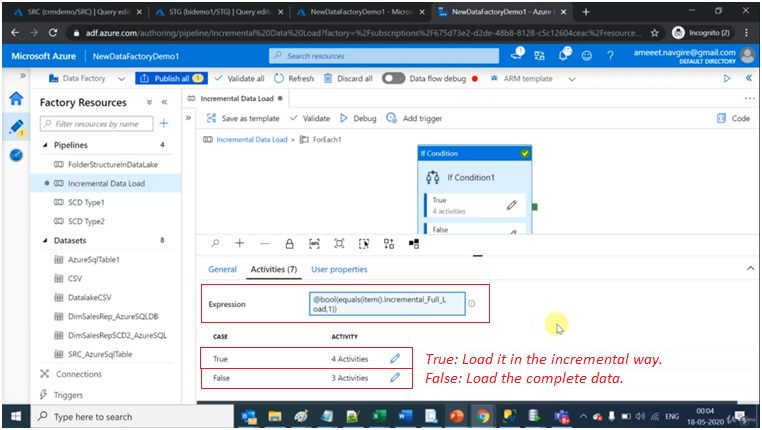 SRC (crmdemo/SRC) | Query edit
STG (bidemo1/STG) | Query edito
NewDataFactoryDemo1 - Microso
NewDataFactoryDemo1 - Azure D
adf.azure.com/authoring/pipeline/Incremental%20Data%20Load?factory=%2Fsubscriptions%2F675d73e2-d2de-48b8-8128-c5c12604ceac%2Fresource...
Incognito (2)
Microsoft Azure
NewDataFactoryDemo1
Search resources
1
1
ameeet.navgire@gmail.com
DEFAULT DIRECTORY
Data Factory
Publish all 1
Validate all
Refresh
Discard all
Data flow debug
ARM template
Factory Resources
Filter resources by name
Pipelines 4
FolderStructureInDataLake
Incremental Data Load
SCD Type1
SCD Type2
Datasets 8
AzureSqlTable1
CSV
DatalakeCSV
DimSalesRep_AzureSQLDB
DimSalesRepSCD2_AzureSQL
SRC_AzureSqlTable
Connections
Triggers
Incremental Data Load
Save as template
Validate
Debug
Add trigger
Code
Incremental Data Load > ForEach1
If Condition
If Condition1
True
4 activities
False
General
Activities (7)
User properties
Expression
@bool(equals(item().Incremental_Full_L
oad,1))
CASE ACTIVITY
True 4 Activities
False 3 Activities
True: Load it in the incremental way.
False: Load the complete data.
Type here to search
ENG
00:04
18-05-2020